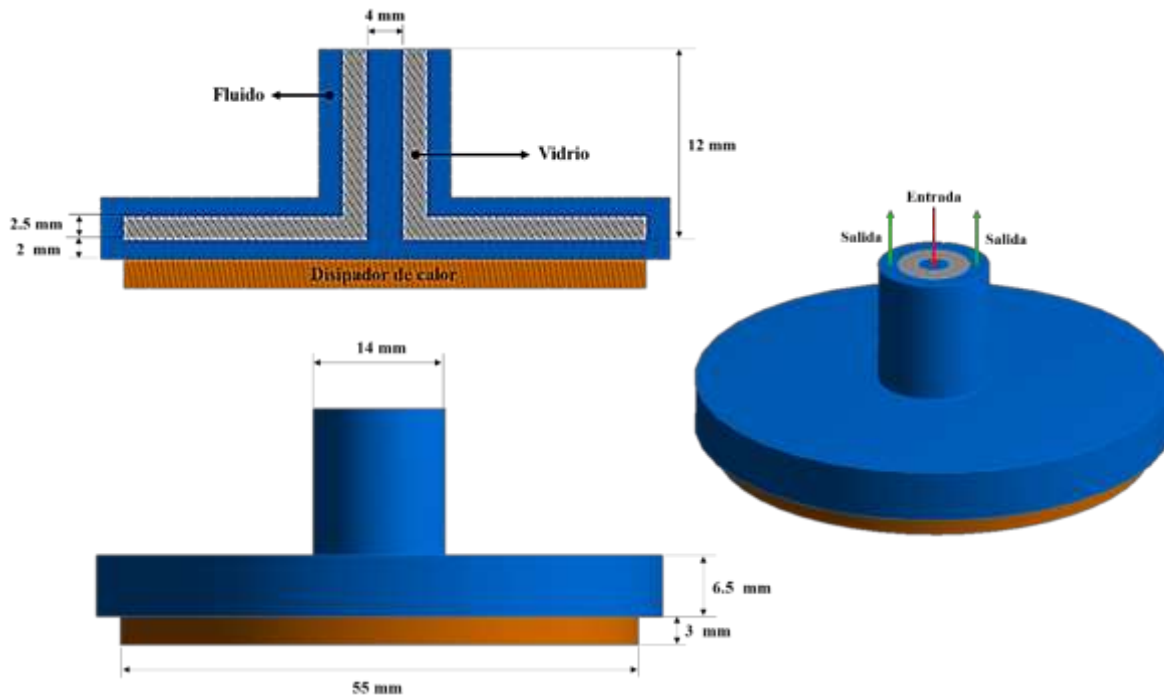 4 mm
Fluido
Vidrio
12 mm
2.5 mm
2 mm
Disipador de calor
Entrada
Salida
Salida
14 mm
6.5 mm
3 mm
55 mm